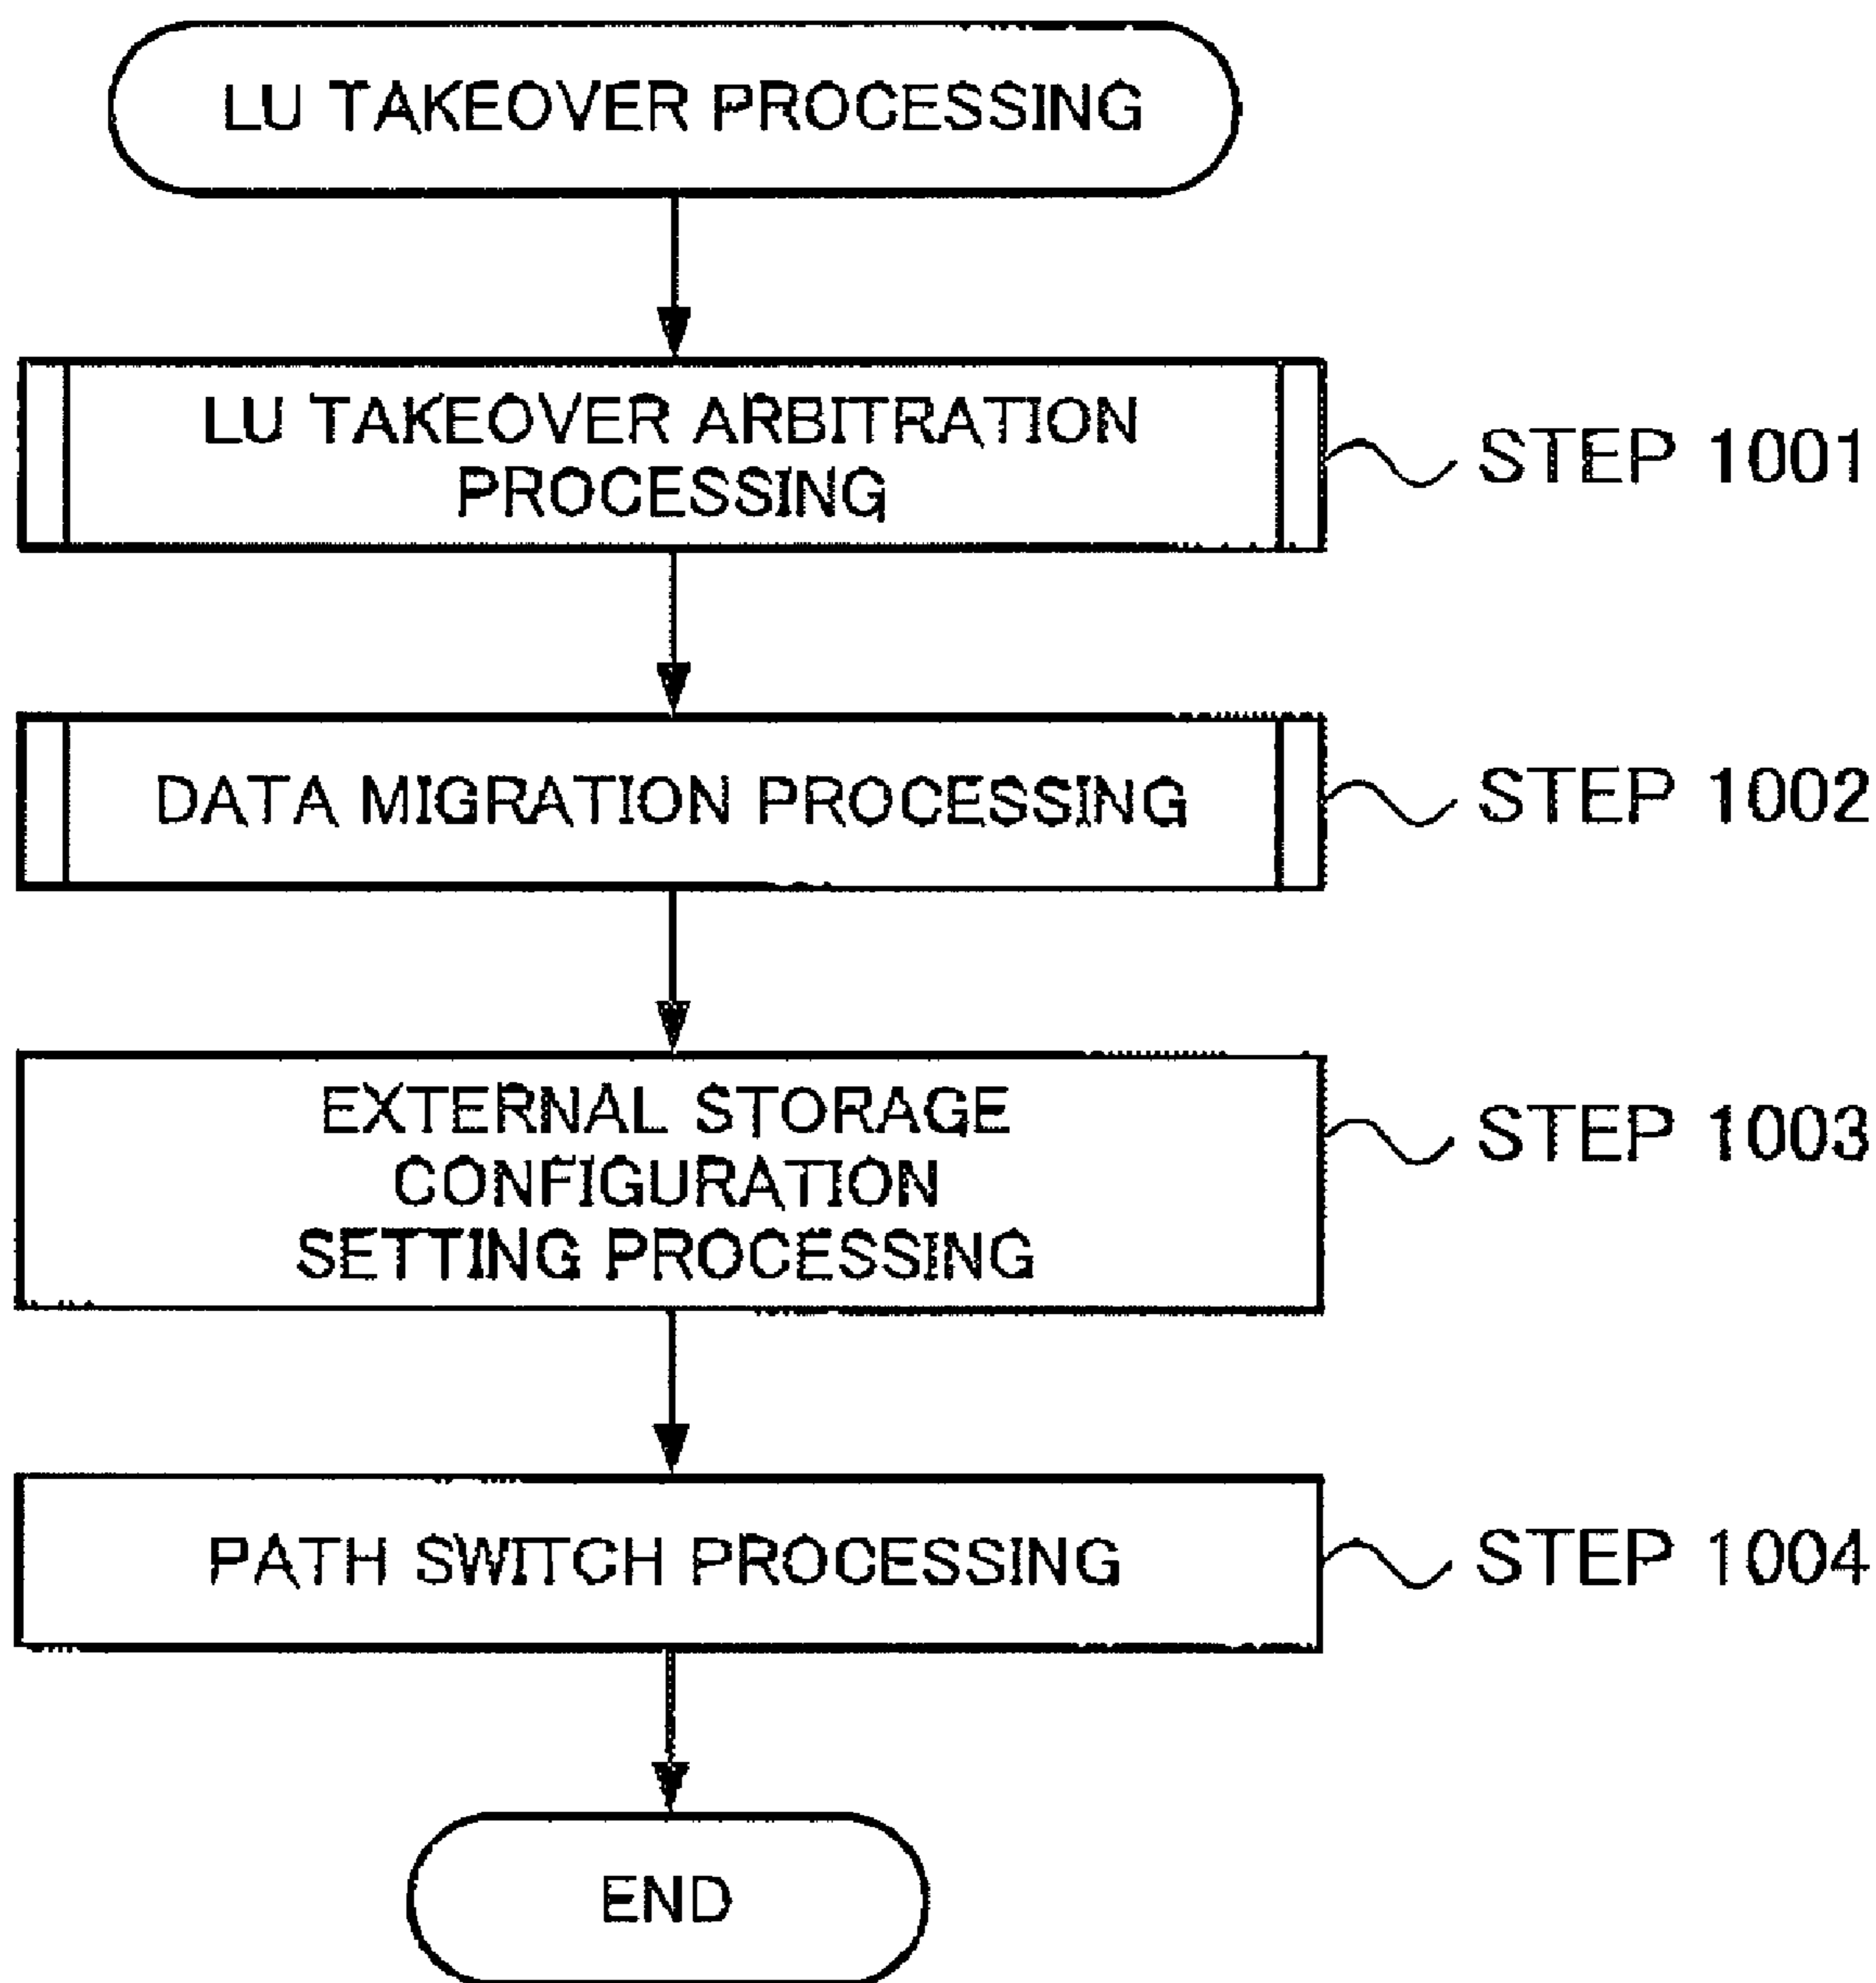 LU TAKEOVER PROCESSING
LU TAKEOVER ARBITRATION
PROCESSING
STEP 1001
DATA MIGRATION PROCESSING
STEP 1002
EXTERNAL STORAGE
CONFIGURATION
SETTING PROCESSING
STEP 1003
PATH SWITCH PROCESSING
STEP 1004
END